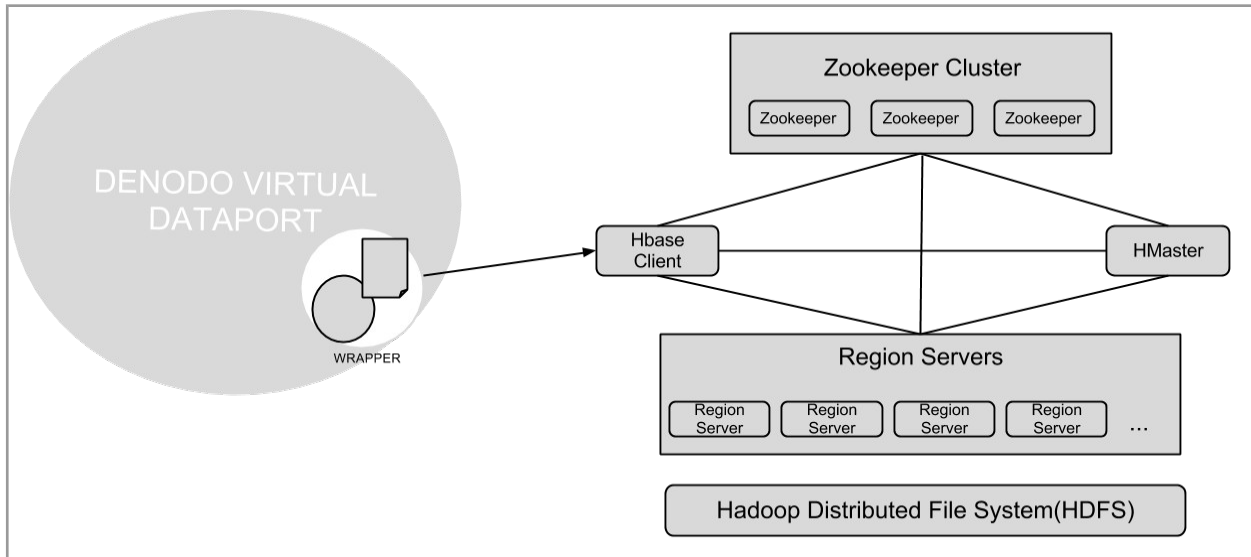 DENODO VIRTUAL
DATAPORT
WRAPPER
Zookeeper Cluster
Zookeeper
Zookeeper
Zookeeper
Hbase
Client
HMaster
Region Servers
Region
Server
Region
Server
Region
Server
Region
Server
...
Hadoop Distributed File System(HDFS)